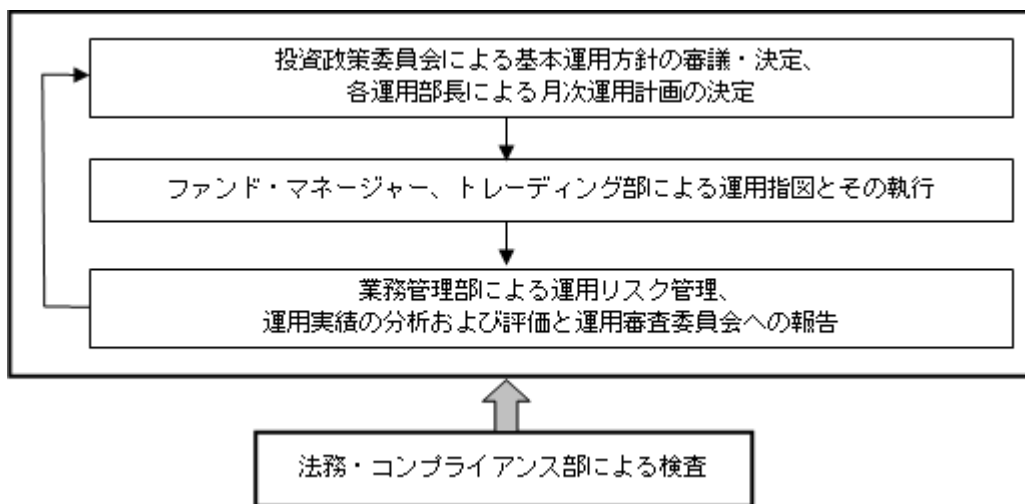 投資政策委員会による基本運用方針の審議・決定、
各運用部長による月次運用計画の決定
ファンド・マネージャー、トレーディング部による運用指図とその執行
業務管理部による運用リスク管理、
運用実績の分析および評価と運用審査委員会への報告
法務・コンプライアンス部による検査